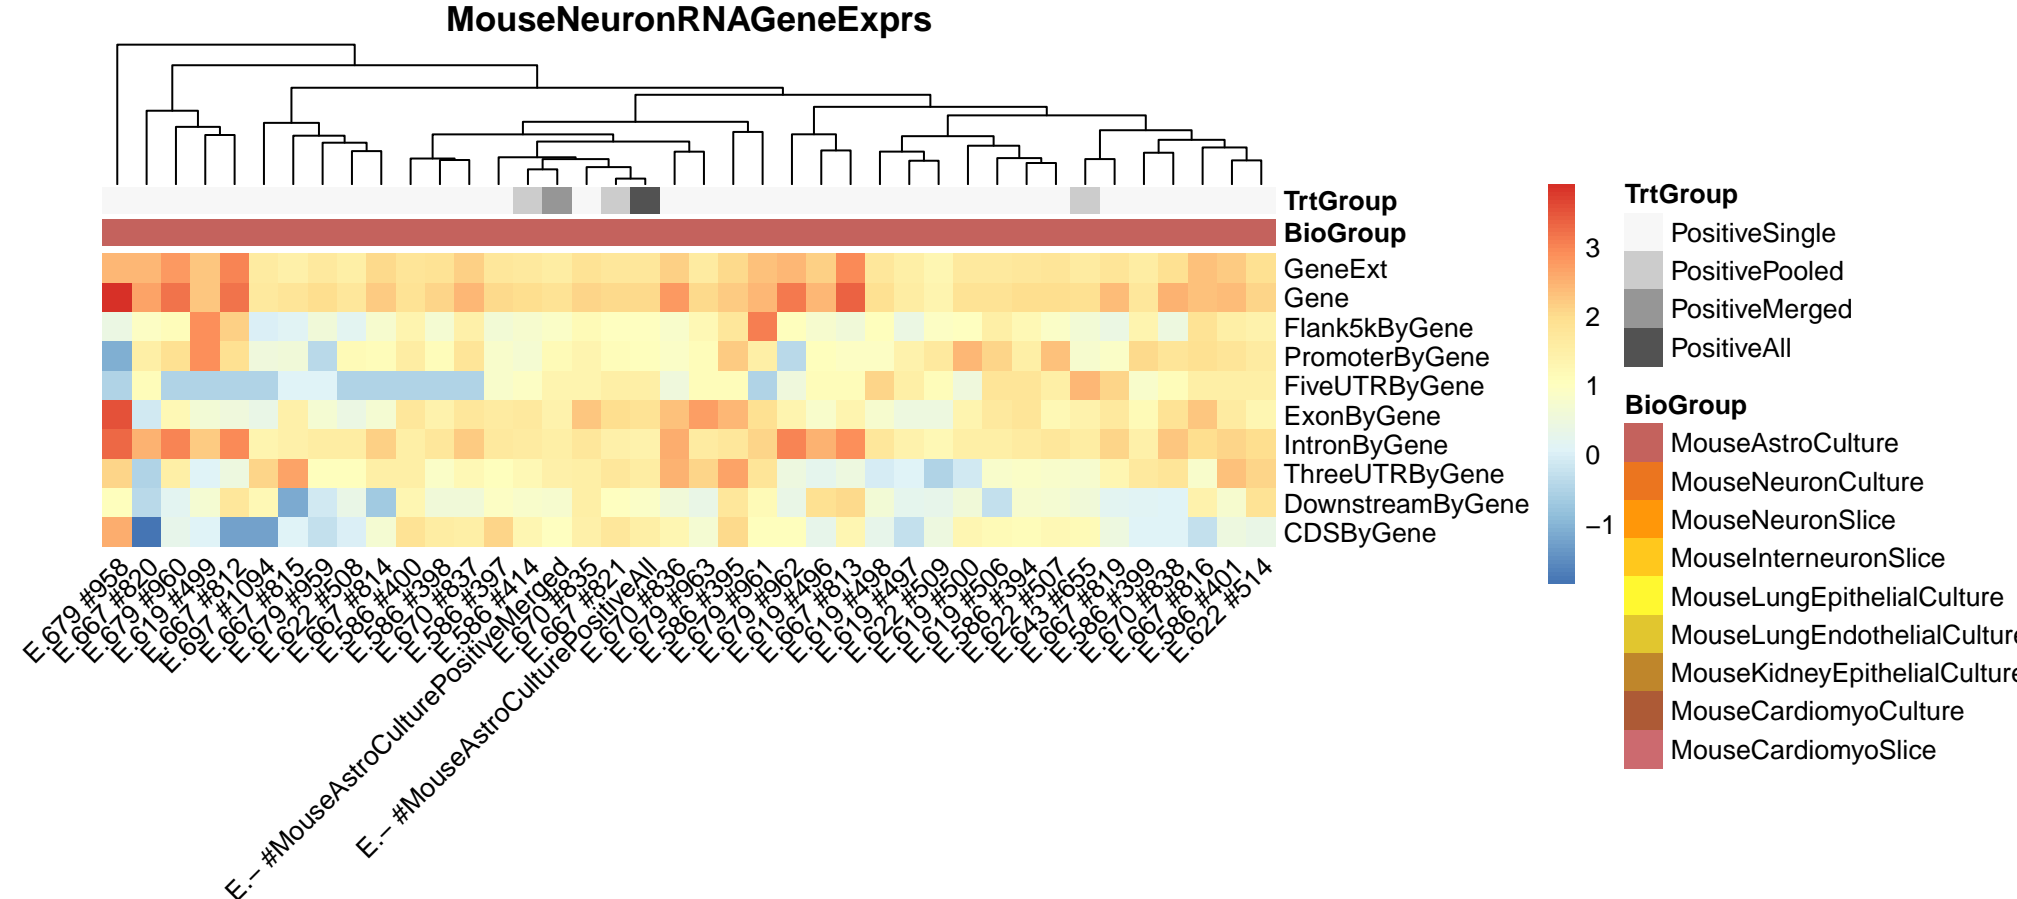 MouseNeuronRNAGeneExprs
TrtGroup
BioGroup
GeneExt
Gene
Flank5kByGene
PromoterByGene
FiveUTRByGene
ExonByGene
IntronByGene
ThreeUTRByGene
DownstreamByGene
CDSByGene
E.679 #958
E.667 #820
E.679 #960
E.619 #499
E.667 #812
E.697 #1094
E.667 #815
E.679 #959
E.622 #508
E.667 #814
E.586 #400
E.586 #398
E.670 #837
E.586 #397
E.586 #414
E.– #MouseAstroCulturePositiveMerged
E.670 #835
E.667 #821
E.– #MouseAstroCulturePositiveAll
E.670 #836
E.679 #963
E.586 #395
E.679 #961
E.679 #962
E.619 #496
E.667 #813
E.619 #498
E.619 #497
E.622 #509
E.619 #500
E.619 #506
E.586 #394
E.622 #507
E.643 #655
E.667 #819
E.586 #399
E.670 #838
E.667 #816
E.586 #401
E.622 #514
3
2
1
0
–1
TrtGroup
PositiveSingle
PositivePooled
PositiveMerged
PositiveAll
BioGroup
MouseAstroCulture
MouseNeuronCulture
MouseNeuronSlice
MouseInterneuronSlice
MouseLungEpithelialCulture
MouseLungEndothelialCulture
MouseKidneyEpithelialCulture
MouseCardiomyoCulture
MouseCardiomyoSlice